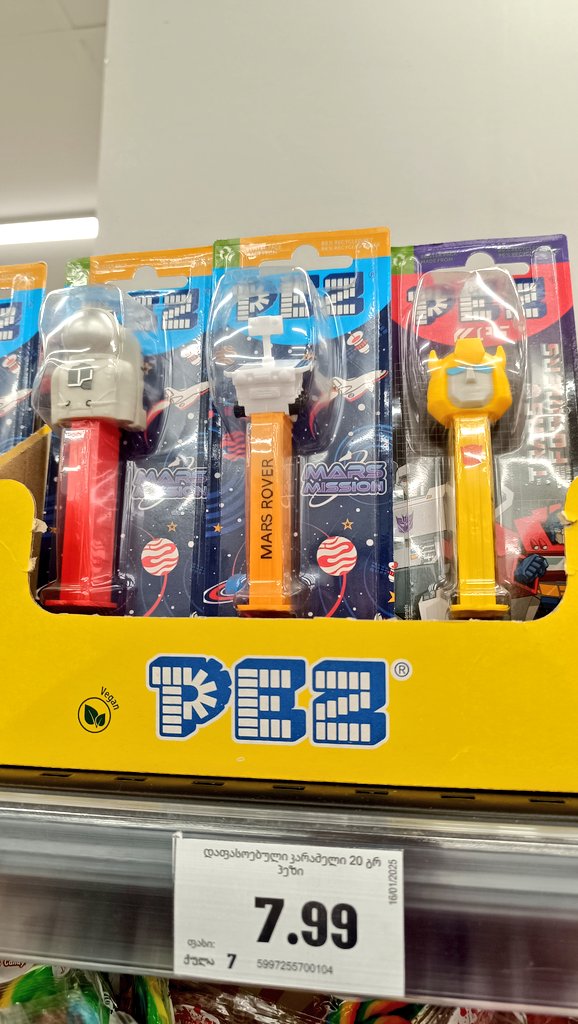 PEZ
PEZ
PEZ
MARS MISSION
MARS ROVER
MARS MISSION
Vegan
PEZ®
დაფასოებული კარამელი 20 გრ
პეზი
16/01/2025
7.99
ფასი:
ქულა 7 5997255700104